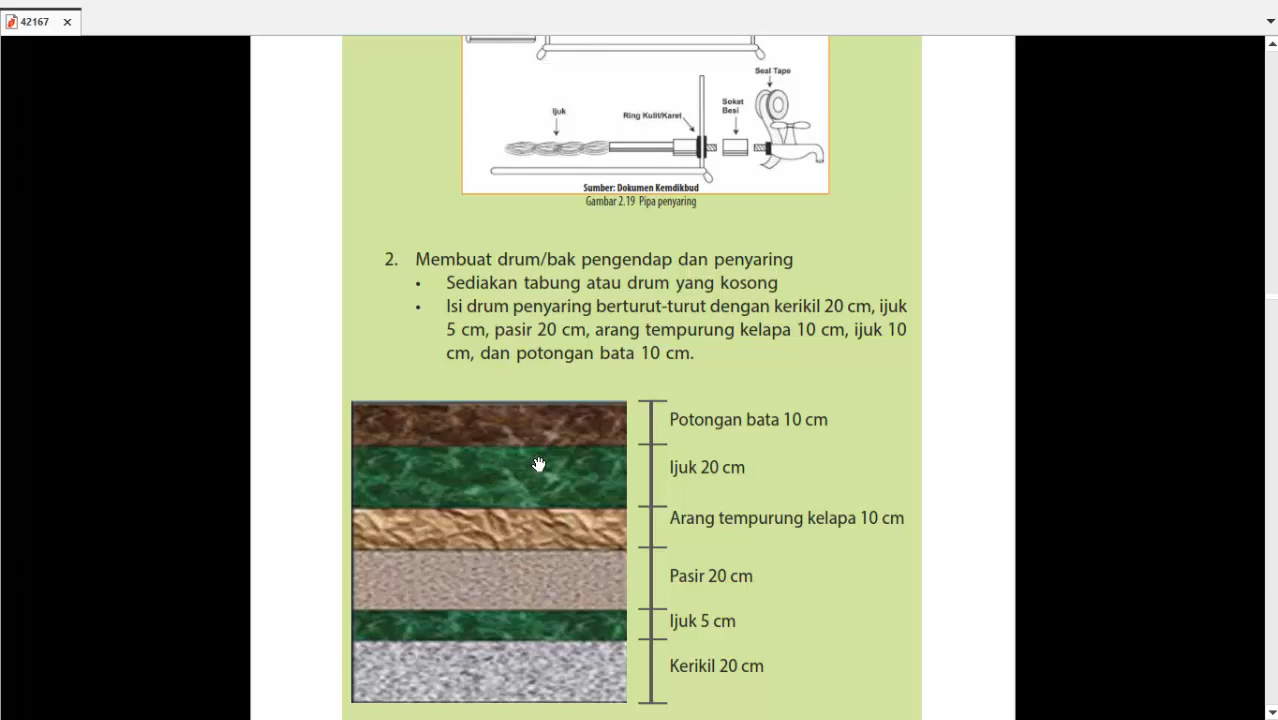 42167
Seal Tape
Soket
Besi
Ijuk
Ring Kulit/Karet
Sumber: Dokumen Kemdikbud
Gambar 2.19 Pipa penyaring
2. Membuat drum/bak pengendap dan penyaring
• Sediakan tabung atau drum yang kosong
• Isi drum penyaring berturut-turut dengan kerikil 20 cm, ijuk
5 cm, pasir 20 cm, arang tempurung kelapa 10 cm, ijuk 10
cm, dan potongan bata 10 cm.
Potongan bata 10 cm
Ijuk 20 cm
Arang tempurung kelapa 10 cm
Pasir 20 cm
Ijuk 5 cm
Kerikil 20 cm